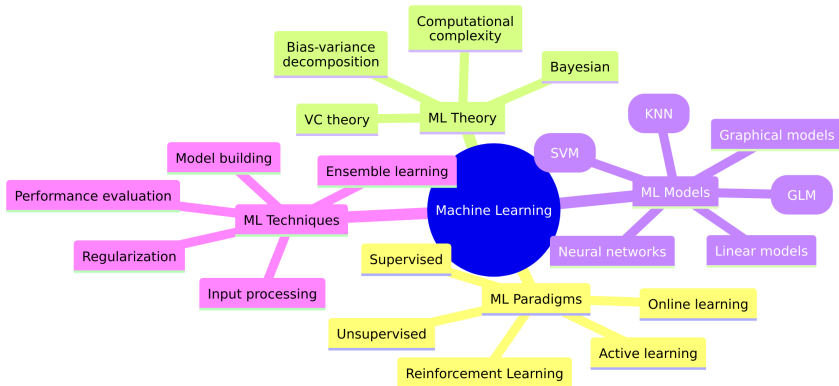 Computational
complexity
Bias-variance
decomposition
Bayesian
VC theory
ML Theory
KNN
Graphical models
SVM
ML Models
GLM
Neural networks
Linear models
Model building
Ensemble learning
Performance evaluation
ML Techniques
Regularization
Input processing
Machine Learning
Supervised
ML Paradigms
Online learning
Unsupervised
Active learning
Reinforcement Learning